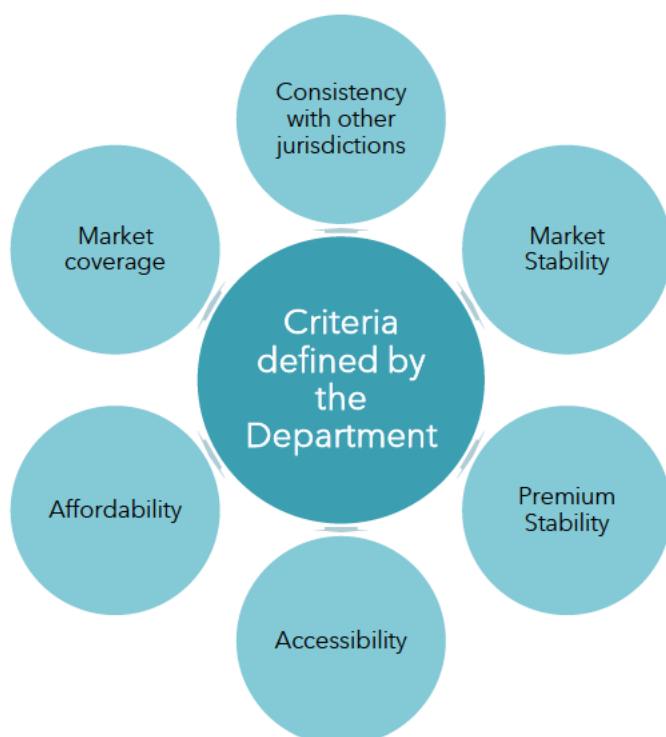 Consistency
with other
jurisdictions
Market
Stability
Premium
Stability
Accessibility
Affordability
Market
coverage
Criteria
defined by
the
Department